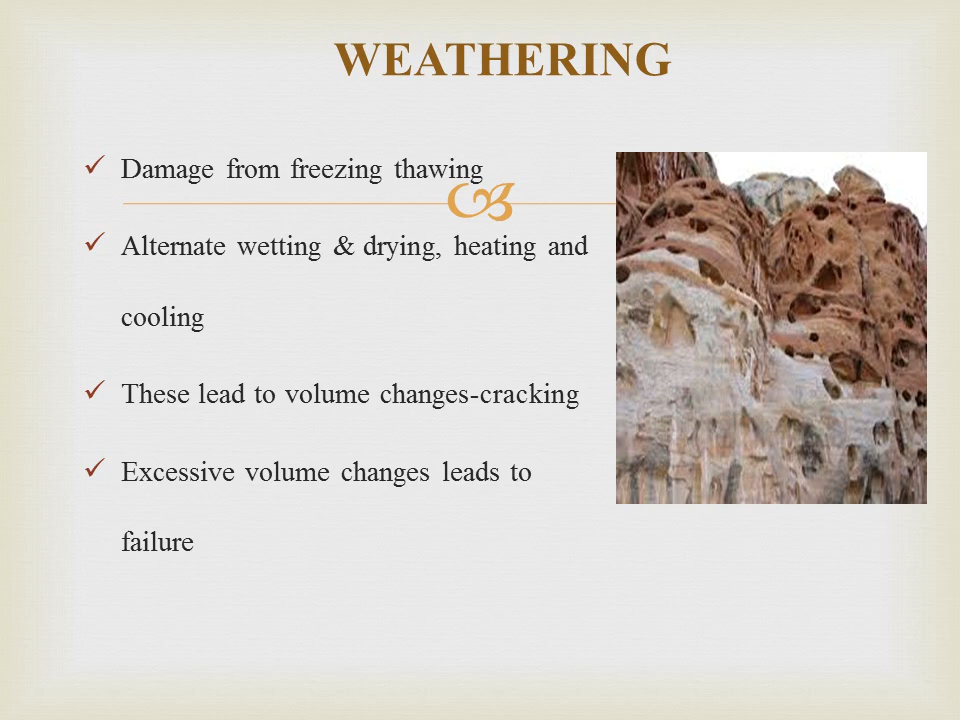 WEATHERING
✓ Damage from freezing thawing
✓ Alternate wetting & drying, heating and
cooling
✓ These lead to volume changes-cracking
✓ Excessive volume changes leads to
failure